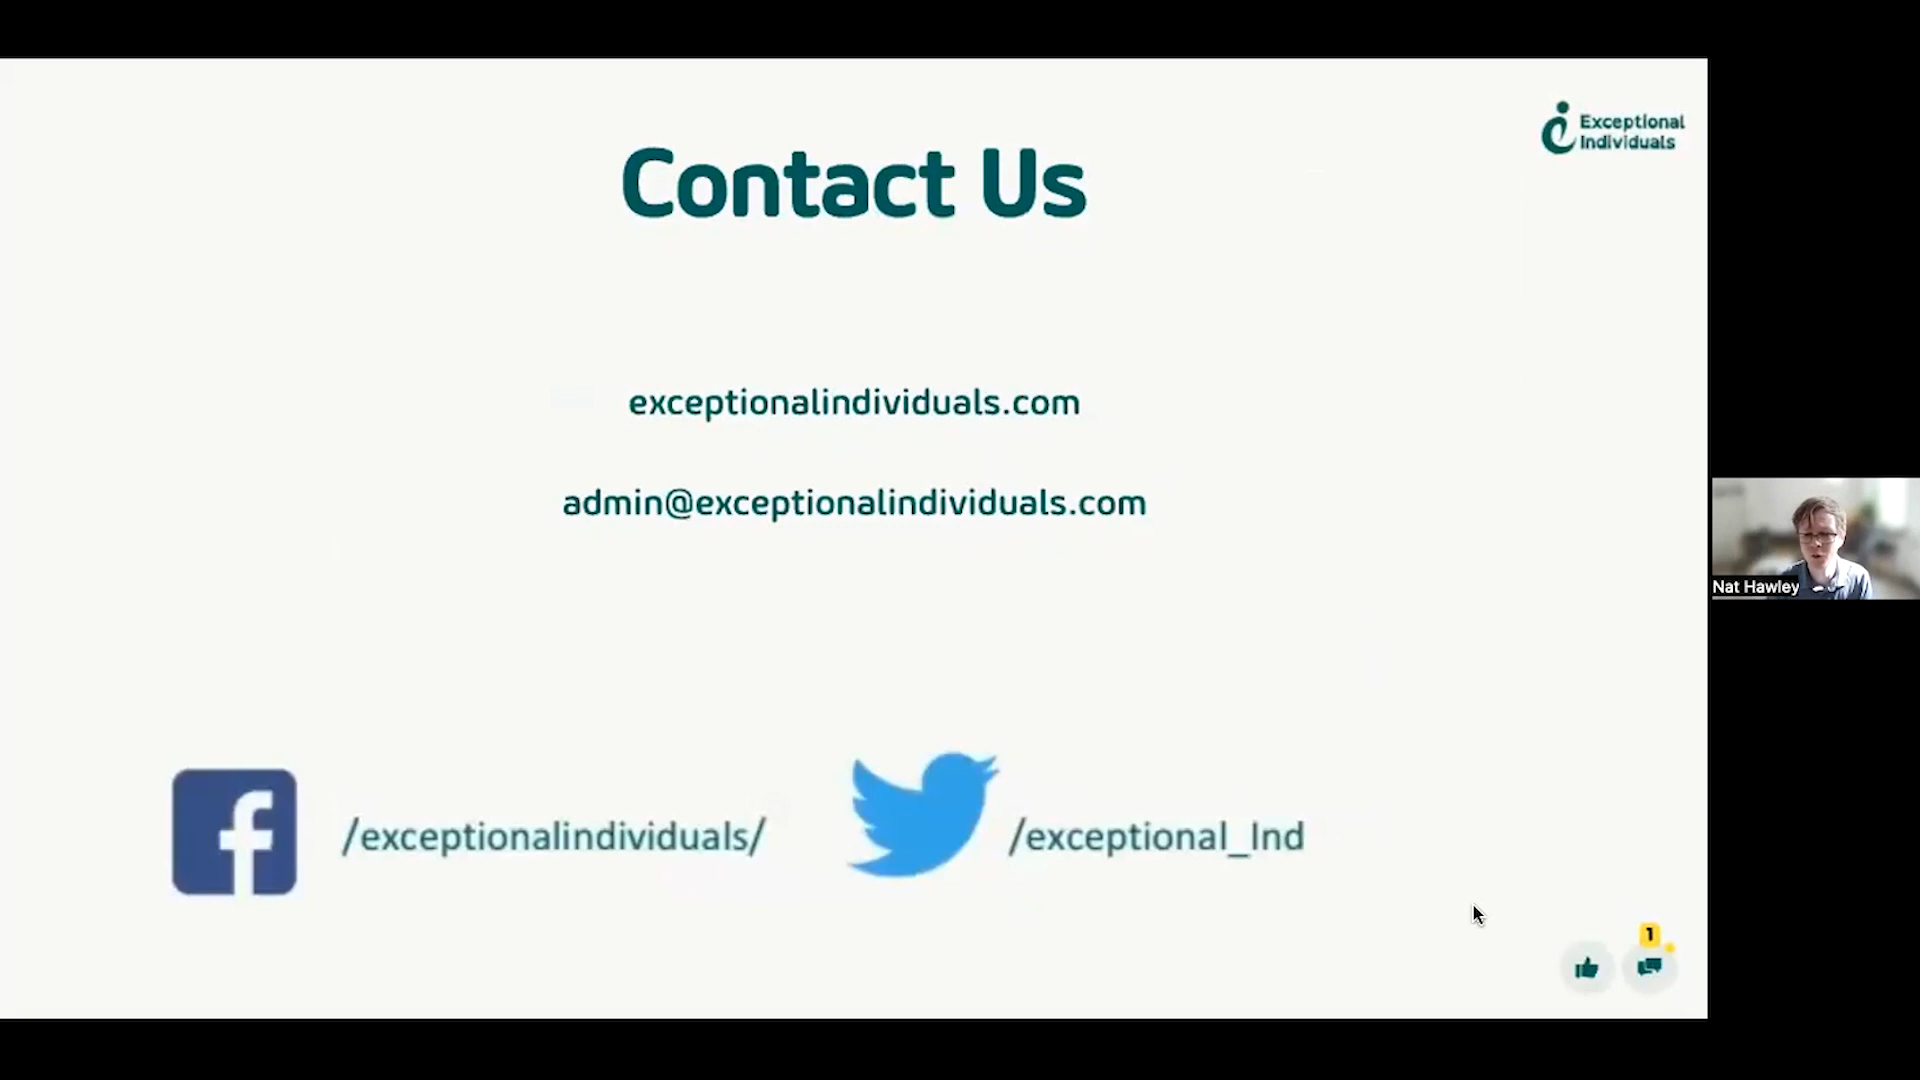 Exceptional
Individuals
Contact Us
exceptionalindividuals.com
admin@exceptionalindividuals.com
Nat Hawley
/exceptionalindividuals/
/exceptional_Ind
1